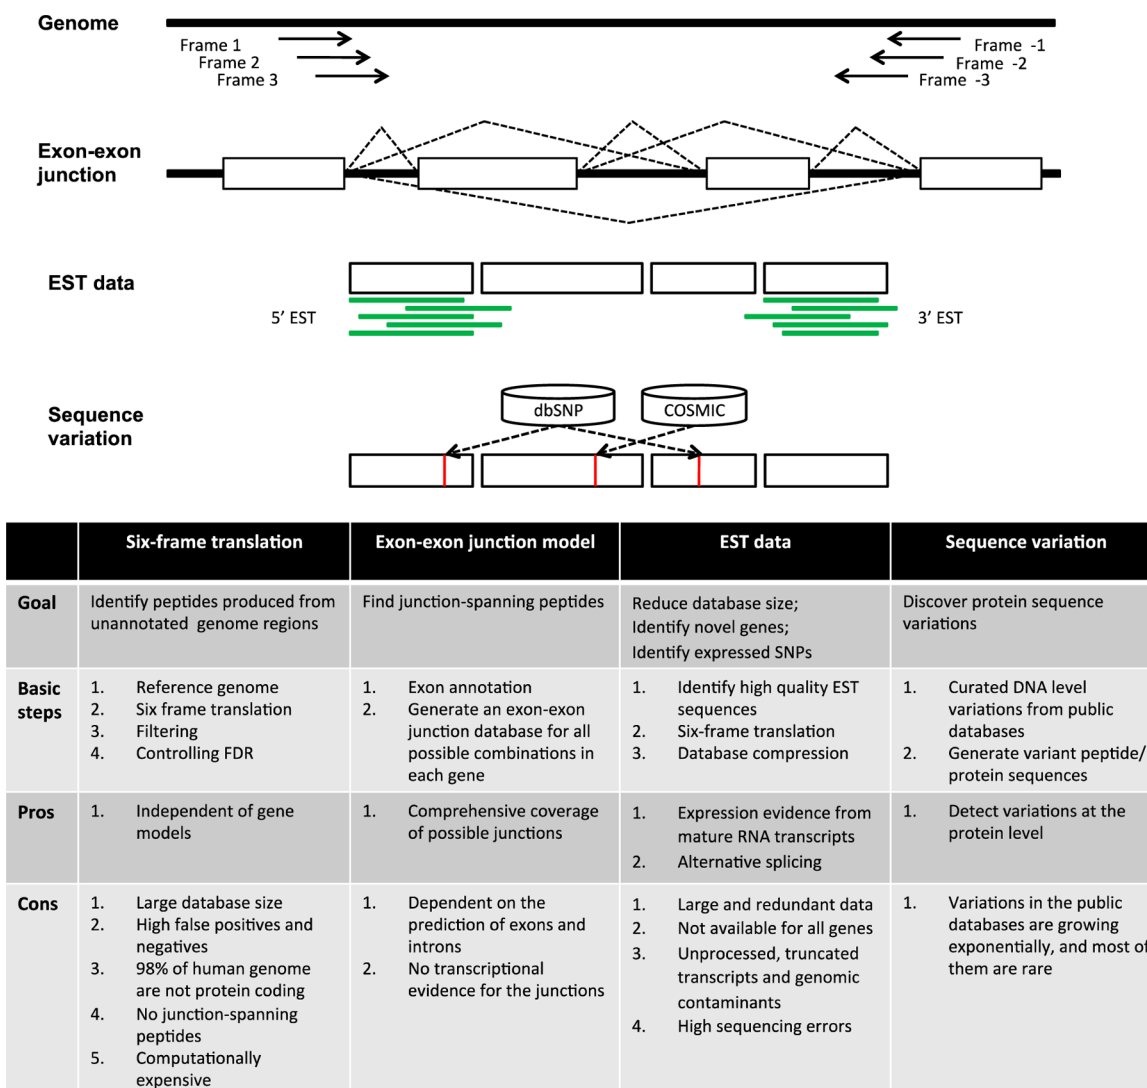 Genome
Frame 1
Frame 2
Frame 3
Frame -1
Frame -2
Frame -3
Exon-exon
junction
EST data
5’ EST
3’ EST
Sequence
variation
dbSNP
COSMIC
Six-frame translation
Exon-exon junction model
EST data
Sequence variation
Goal
Identify peptides produced from
unannotated genome regions
Find junction-spanning peptides
Reduce database size;
Identify novel genes;
Identify expressed SNPs
Discover protein sequence
variations
Basic
steps
1. Reference genome
2. Six frame translation
3. Filtering
4. Controlling FDR
1. Exon annotation
2. Generate an exon-exon
junction database for all
possible combinations in
each gene
1. Identify high quality EST
sequences
2. Six-frame translation
3. Database compression
1. Curated DNA level
variations from public
databases
2. Generate variant peptide/
protein sequences
Pros
1. Independent of gene
models
1. Comprehensive coverage
of possible junctions
1. Expression evidence from
mature RNA transcripts
2. Alternative splicing
1. Detect variations at the
protein level
Cons
1. Large database size
2. High false positives and
negatives
3. 98% of human genome
are not protein coding
4. No junction-spanning
peptides
5. Computationally
expensive
1. Dependent on the
prediction of exons and
introns
2. No transcriptional
evidence for the junctions
1. Large and redundant data
2. Not available for all genes
3. Unprocessed, truncated
transcripts and genomic
contaminants
4. High sequencing errors
1. Variations in the public
databases are growing
exponentially, and most of
them are rare